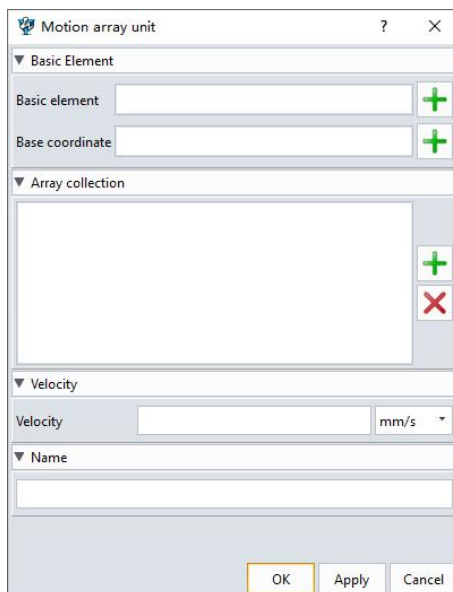 Motion array unit ? ×
Basic Element
Basic element
Base coordinate
Array collection
Velocity
Velocity mm/s
Name
OK Apply Cancel